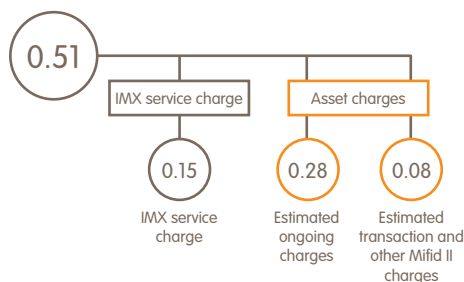 0.51
IMX service charge
Asset charges
0.15
0.28
0.08
IMX service
charge
Estimated
ongoing
charges
Estimated
transaction and
other Mifid II
charges